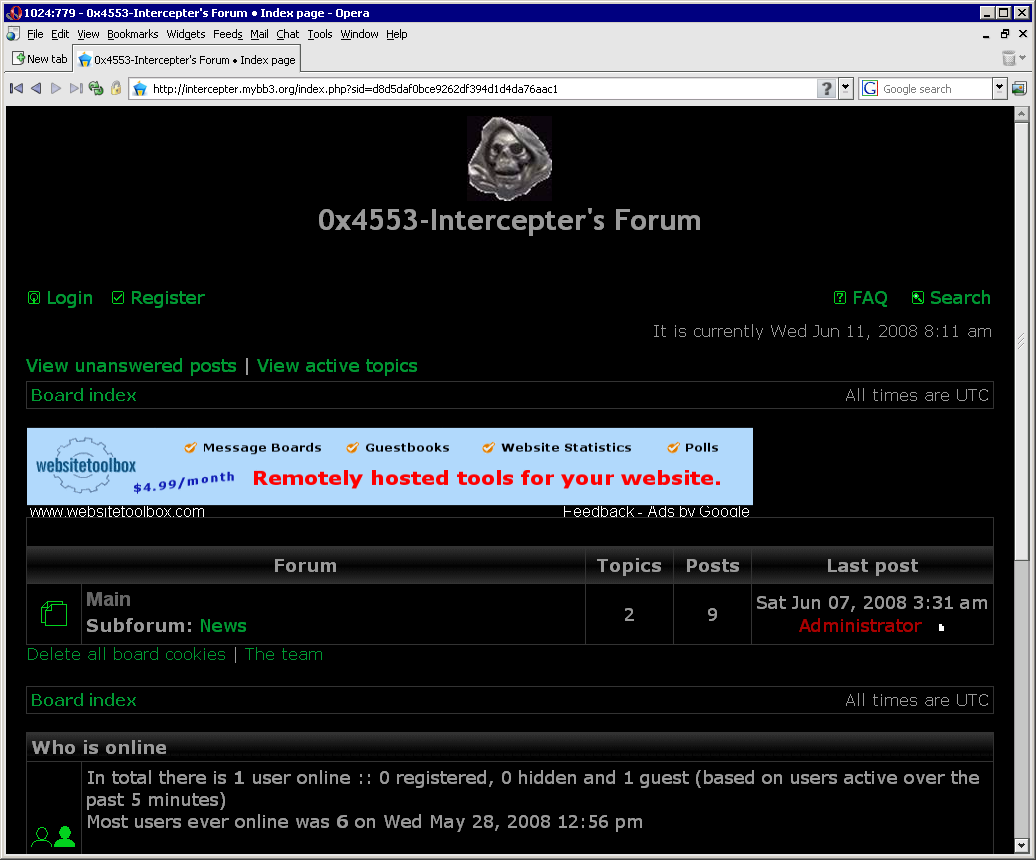 1024:779 - 0x4553-Intercepter's Forum • Index page - Opera
File Edit View Bookmarks Widgets Feeds Mail Chat Tools Window Help
New tab 0x4553-Intercepter's Forum • Index page
http://intercepter.mybb3.org/index.php?sid=d8d5daf0bce9262df394d1d4da76aac1 ? G Google search
0x4553-Intercepter's Forum
Login Register ? FAQ Search
It is currently Wed Jun 11, 2008 8:11 am
View unanswered posts | View active topics
Board index All times are UTC
Message Boards Guestbooks Website Statistics Polls
websitetoolbox $4.99/month Remotely hosted tools for your website.
www.websitetoolbox.com Feedback - Ads by Google
Forum Topics Posts Last post
Main
Subforum: News 2 9 Sat Jun 07, 2008 3:31 am
Administrator
Delete all board cookies | The team
Board index All times are UTC
Who is online
In total there is 1 user online :: 0 registered, 0 hidden and 1 guest (based on users active over the
past 5 minutes)
Most users ever online was 6 on Wed May 28, 2008 12:56 pm